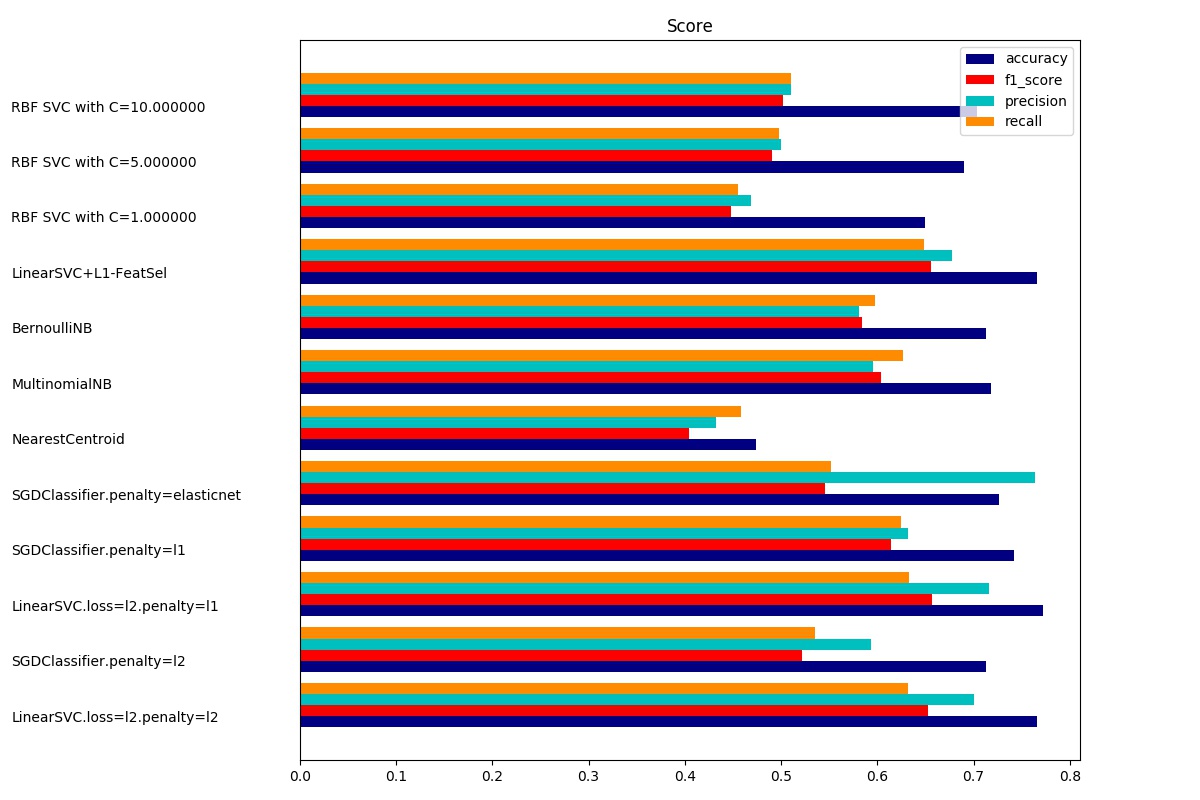 Score
accuracy
f1_score
precision
recall
RBF SVC with C=10.000000
RBF SVC with C=5.000000
RBF SVC with C=1.000000
LinearSVC+L1-FeatSel
BernoulliNB
MultinomialNB
NearestCentroid
SGDClassifier.penalty=elasticnet
SGDClassifier.penalty=l1
LinearSVC.loss=l2.penalty=l1
SGDClassifier.penalty=l2
LinearSVC.loss=l2.penalty=l2
0.0 0.1 0.2 0.3 0.4 0.5 0.6 0.7 0.8